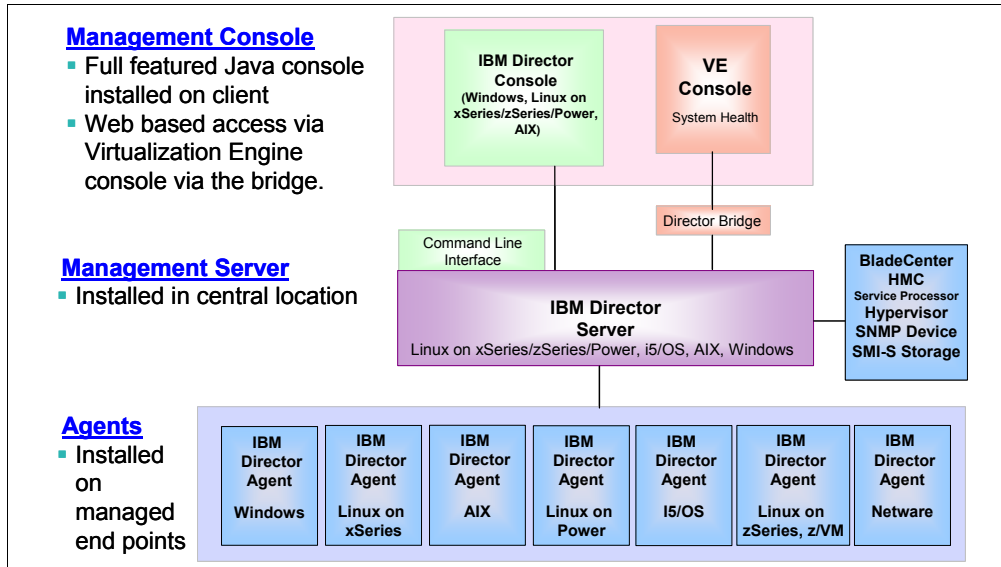 Management Console
▪ Full featured Java console
installed on client
▪ Web based access via
Virtualization Engine
console via the bridge.
IBM Director
Console
(Windows, Linux on
xSeries/zSeries/Power,
AIX)
VE
Console
System Health
Director Bridge
Command Line
Interface
Management Server
▪ Installed in central location
IBM Director
Server
Linux on xSeries/zSeries/Power, i5/OS, AIX, Windows
BladeCenter
HMC
Service Processor
Hypervisor
SNMP Device
SMI-S Storage
Agents
▪ Installed
on
managed
end points
IBM
Director
Agent
Windows
IBM
Director
Agent
Linux on
xSeries
IBM
Director
Agent
AIX
IBM
Director
Agent
Linux on
Power
IBM
Director
Agent
I5/OS
IBM
Director
Agent
Linux on
zSeries, z/VM
IBM
Director
Agent
Netware